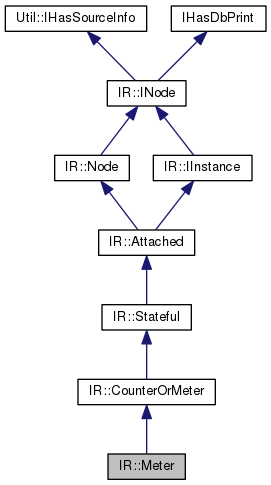 Util::IHasSourceInfo
IHasDbPrint
IR::INode
IR::Node
IR::IInstance
IR::Attached
IR::Stateful
IR::CounterOrMeter
IR::Meter